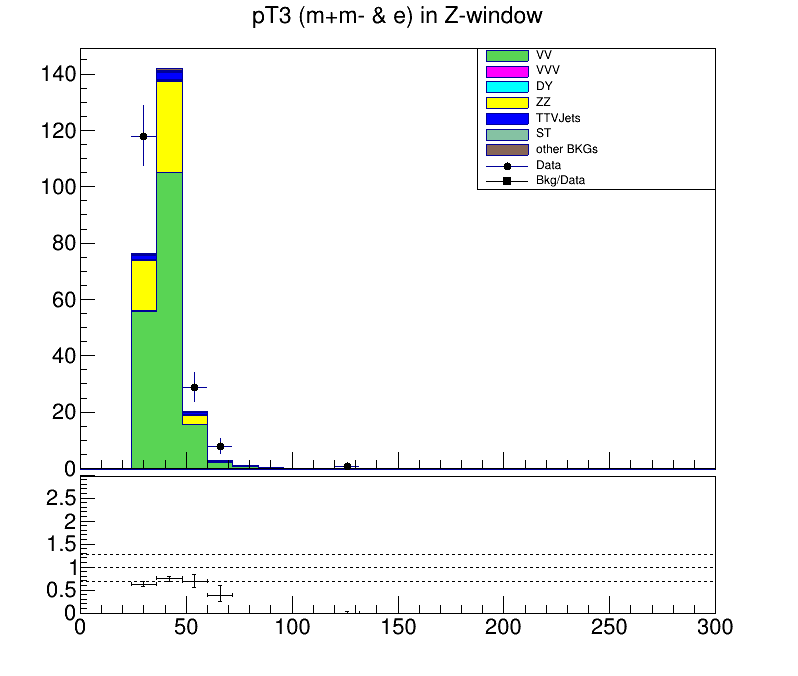 pT3 (m+m- & e) in Z-window
VV
VVV
DY
ZZ
TTVJets
ST
other BKGs
Data
Bkg/Data
140
120
100
80
60
40
20
0
2.5
2
1.5
1
0.5
0
0 50 100 150 200 250 300